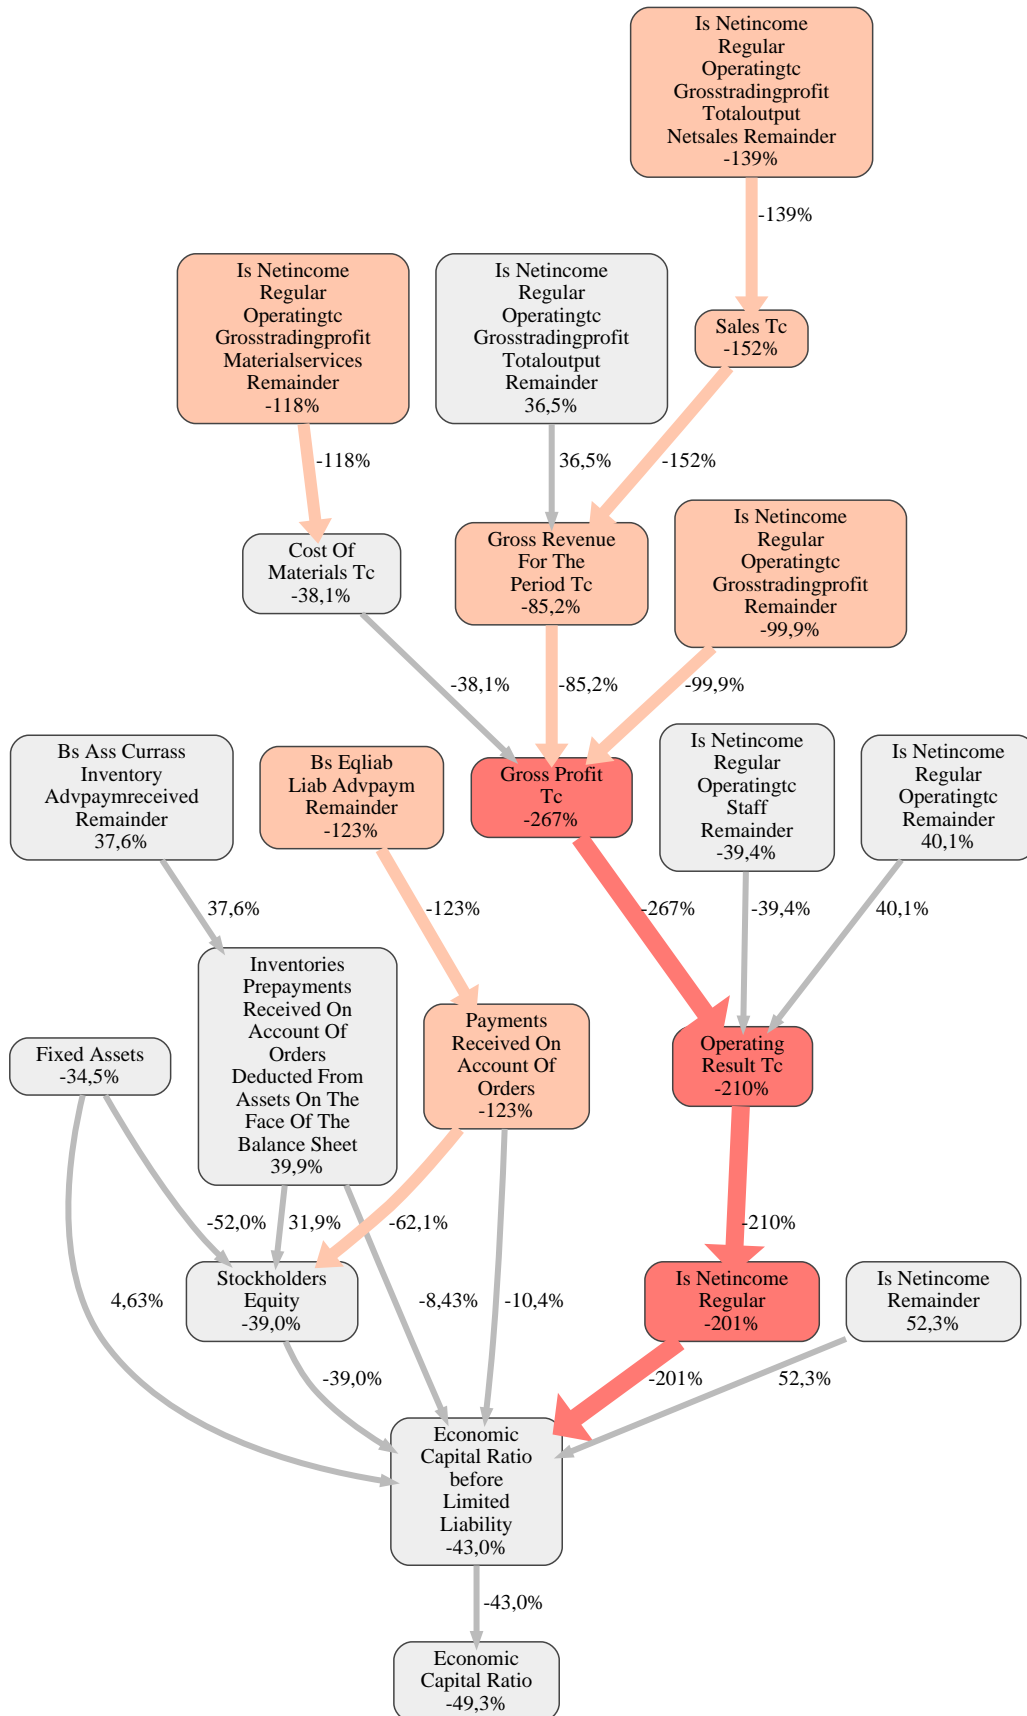 Is Netincome
Regular
Operatingtc
Grosstradingprofit
Totaloutput
Netsales Remainder
-139%
-139%
Is Netincome
Regular
Operatingtc
Grosstradingprofit
Materialservices
Remainder
-118%
Is Netincome
Regular
Operatingtc
Grosstradingprofit
Totaloutput
Remainder
36,5%
Sales Tc
-152%
-118%
36,5%
-152%
Cost Of
Materials Tc
-38,1%
Gross Revenue
For The
Period Tc
-85,2%
Is Netincome
Regular
Operatingtc
Grosstradingprofit
Remainder
-99,9%
-38,1%
-85,2%
-99,9%
Bs Ass Currass
Inventory
Advpaymreceived
Remainder
37,6%
Bs Eqliab
Liab Advpaym
Remainder
-123%
Gross Profit
Tc
-267%
Is Netincome
Regular
Operatingtc
Staff
Remainder
-39,4%
Is Netincome
Regular
Operatingtc
Remainder
40,1%
37,6%
-123%
-267%
-39,4%
40,1%
Fixed Assets
-34,5%
Inventories
Prepayments
Received On
Account Of
Orders
Deducted From
Assets On The
Face Of The
Balance Sheet
39,9%
Payments
Received On
Account Of
Orders
-123%
Operating
Result Tc
-210%
-52,0%
31,9%
-62,1%
-210%
Stockholders
Equity
-39,0%
4,63%
-8,43%
-10,4%
Is Netincome
Regular
-201%
Is Netincome
Remainder
52,3%
-39,0%
-201%
52,3%
Economic
Capital Ratio
before
Limited
Liability
-43,0%
-43,0%
Economic
Capital Ratio
-49,3%